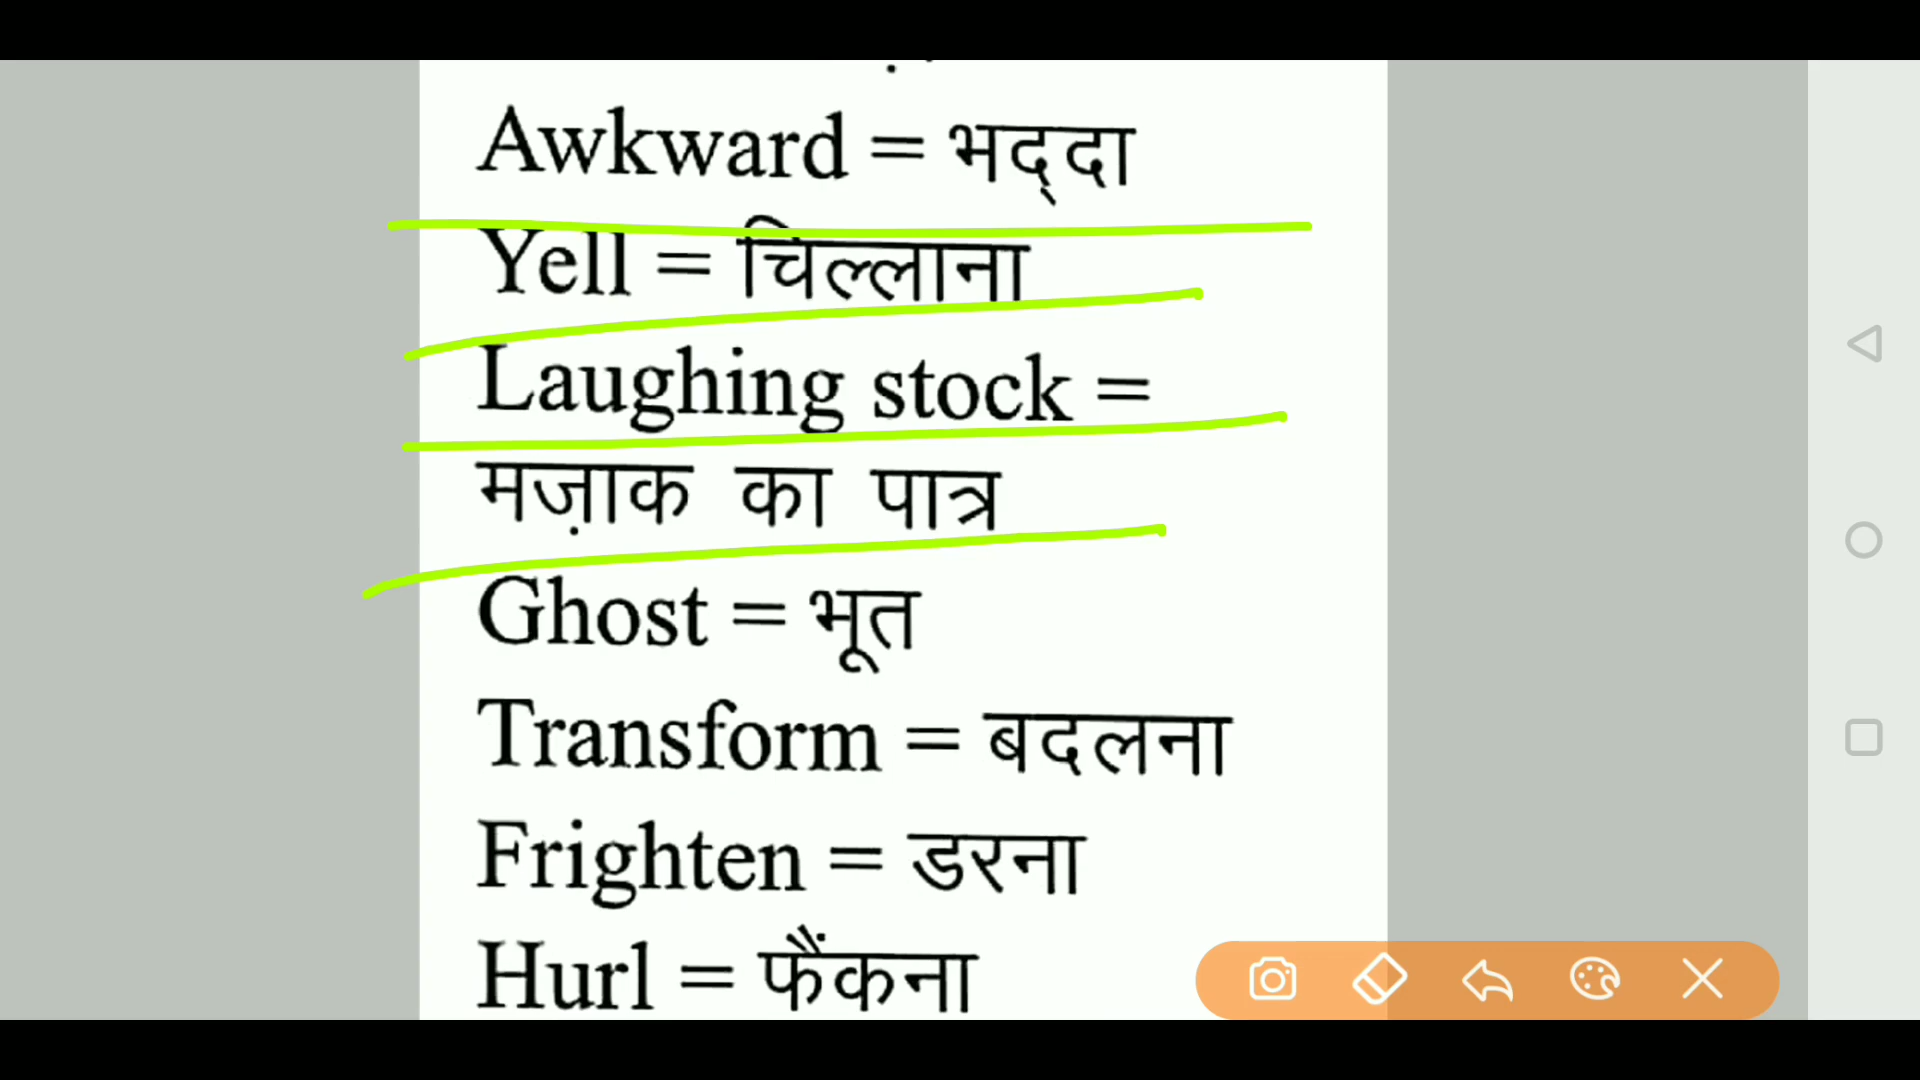 Awkward = भद्दा
Yell = चिल्लाना
Laughing stock =
मज़ाक का पात्र
Ghost = भूत
Transform = बदलना
Frighten = डरना
Hurl = फैंकना